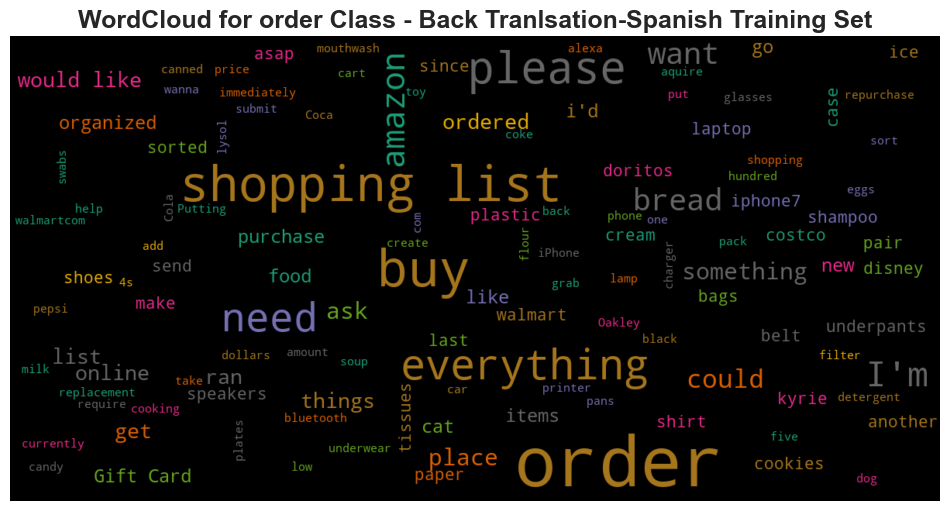 WordCloud for order Class - Back Tranlsation-Spanish Training Set
would like
canned
price
wanna
immediately
submit
asap
mouthwash
cart
Coca
amazon
toy
since
please
alexa
want
aquire
put
glasses
go
ice
repurchase
case
organized
sorted
lysol
swabs
ordered
coke
i'd
laptop
sort
shopping list
doritos
shopping
hundred
bread
iphone7
eggs
shampoo
help
walmartcom
Cola
Putting
com
plastic
back
phone
one
purchase
create
flour
iPhone
cream
charger
pack
costco
pair
add
send
shoes
4s
food
buy
grab
lamp
something
new
disney
bags
pepsi
make
need
ask
like
walmart
Oakley
black
belt
underpants
list
online
milk
dollars
amount
soup
last
everything
filter
I'm
replacement
require
take
ran
speakers
cooking
things
bluetooth
tissues
car
printer
pans
could
kyrie
detergent
another
get
plates
currently
candy
Gift Card
low
underwear
cat
items
shirt
five
place
paper
order
cookies
dog